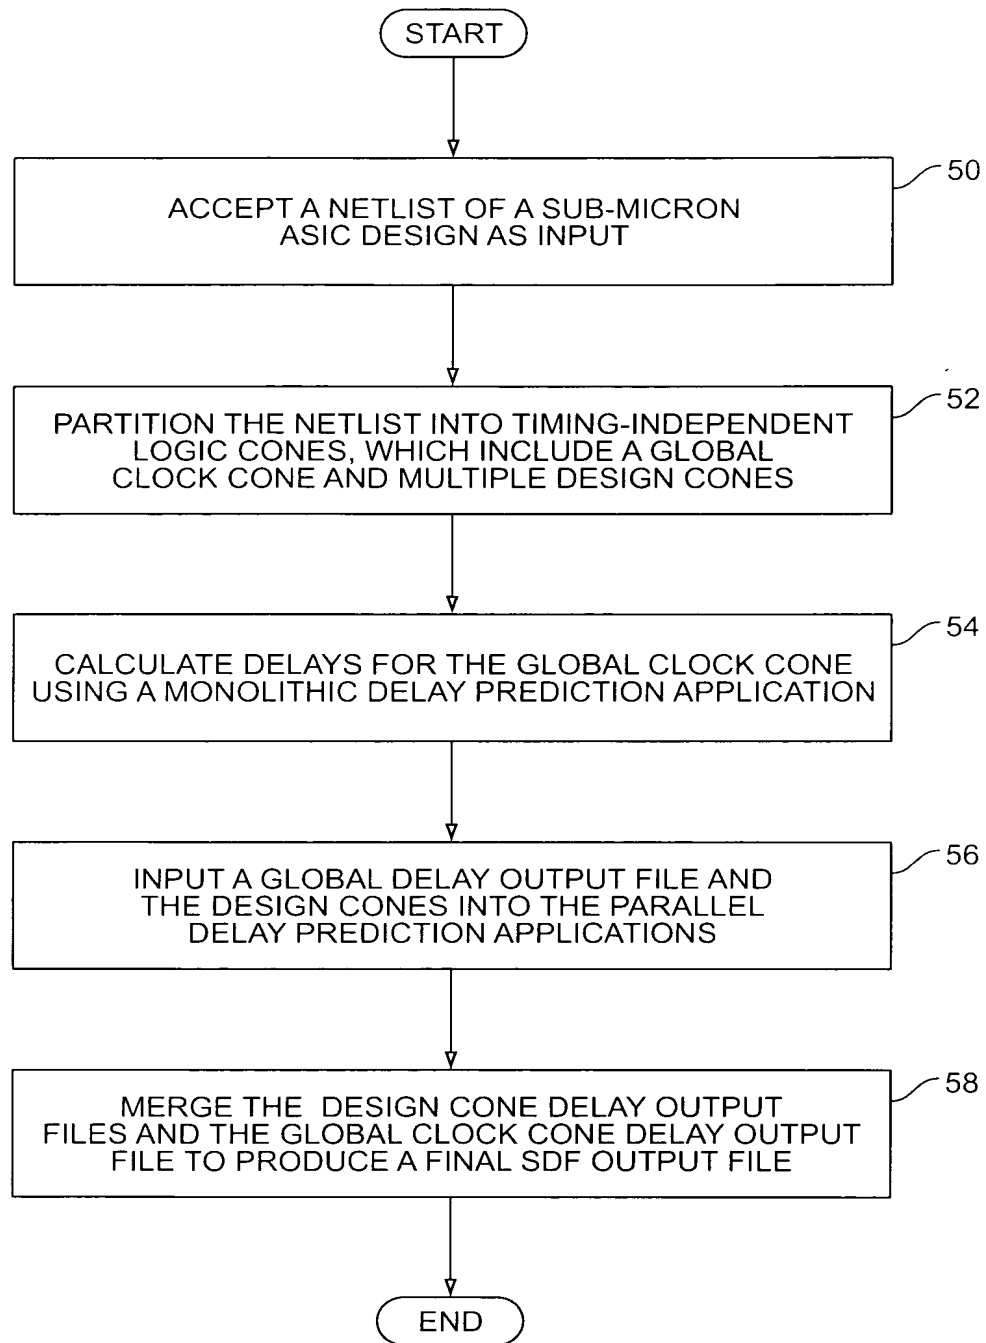 START
50
ACCEPT A NETLIST OF A SUB-MICRON
ASIC DESIGN AS INPUT
52
PARTITION THE NETLIST INTO TIMING-INDEPENDENT
LOGIC CONES, WHICH INCLUDE A GLOBAL
CLOCK CONE AND MULTIPLE DESIGN CONES
54
CALCULATE DELAYS FOR THE GLOBAL CLOCK CONE
USING A MONOLITHIC DELAY PREDICTION APPLICATION
56
INPUT A GLOBAL DELAY OUTPUT FILE AND
THE DESIGN CONES INTO THE PARALLEL
DELAY PREDICTION APPLICATIONS
58
MERGE THE DESIGN CONE DELAY OUTPUT
FILES AND THE GLOBAL CLOCK CONE DELAY OUTPUT
FILE TO PRODUCE A FINAL SDF OUTPUT FILE
END